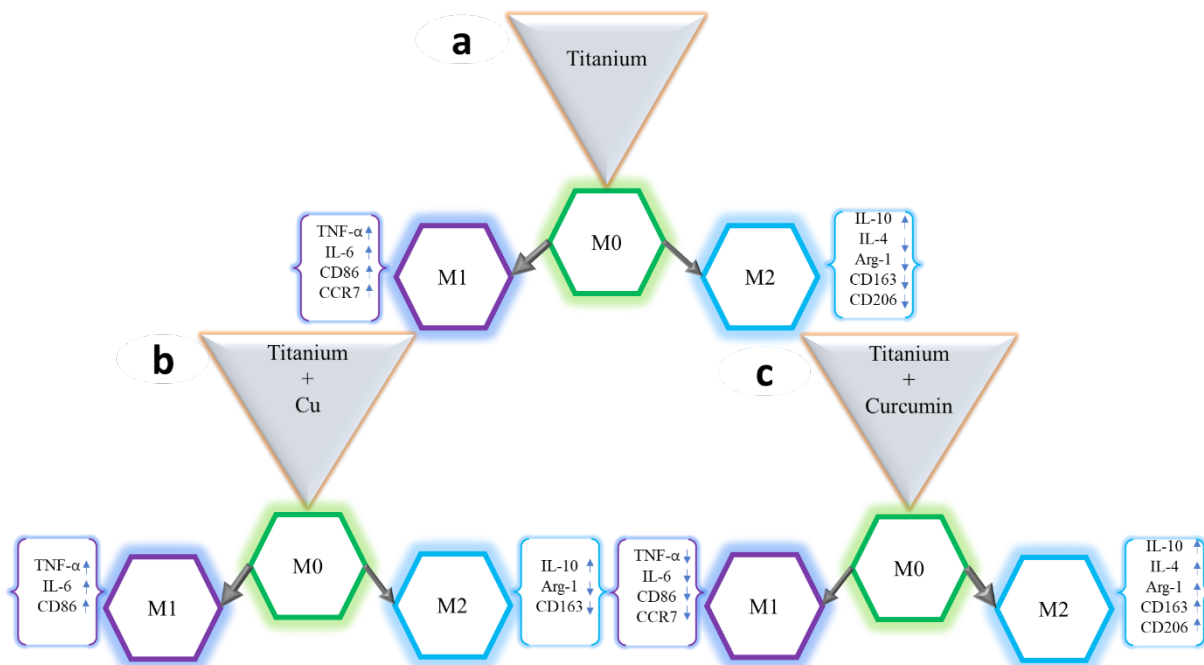 a
Titanium
M0
TNF-α
IL-6
CD86
CCR7
M1
M2
IL-10
IL-4
Arg-1
CD163
CD206
b
Titanium
+
Cu
M0
TNF-α
IL-6
CD86
M1
M2
IL-10
Arg-1
CD163
c
Titanium
+
Curcumin
M0
TNF-α
IL-6
CD86
CCR7
M1
M2
IL-10
IL-4
Arg-1
CD163
CD206